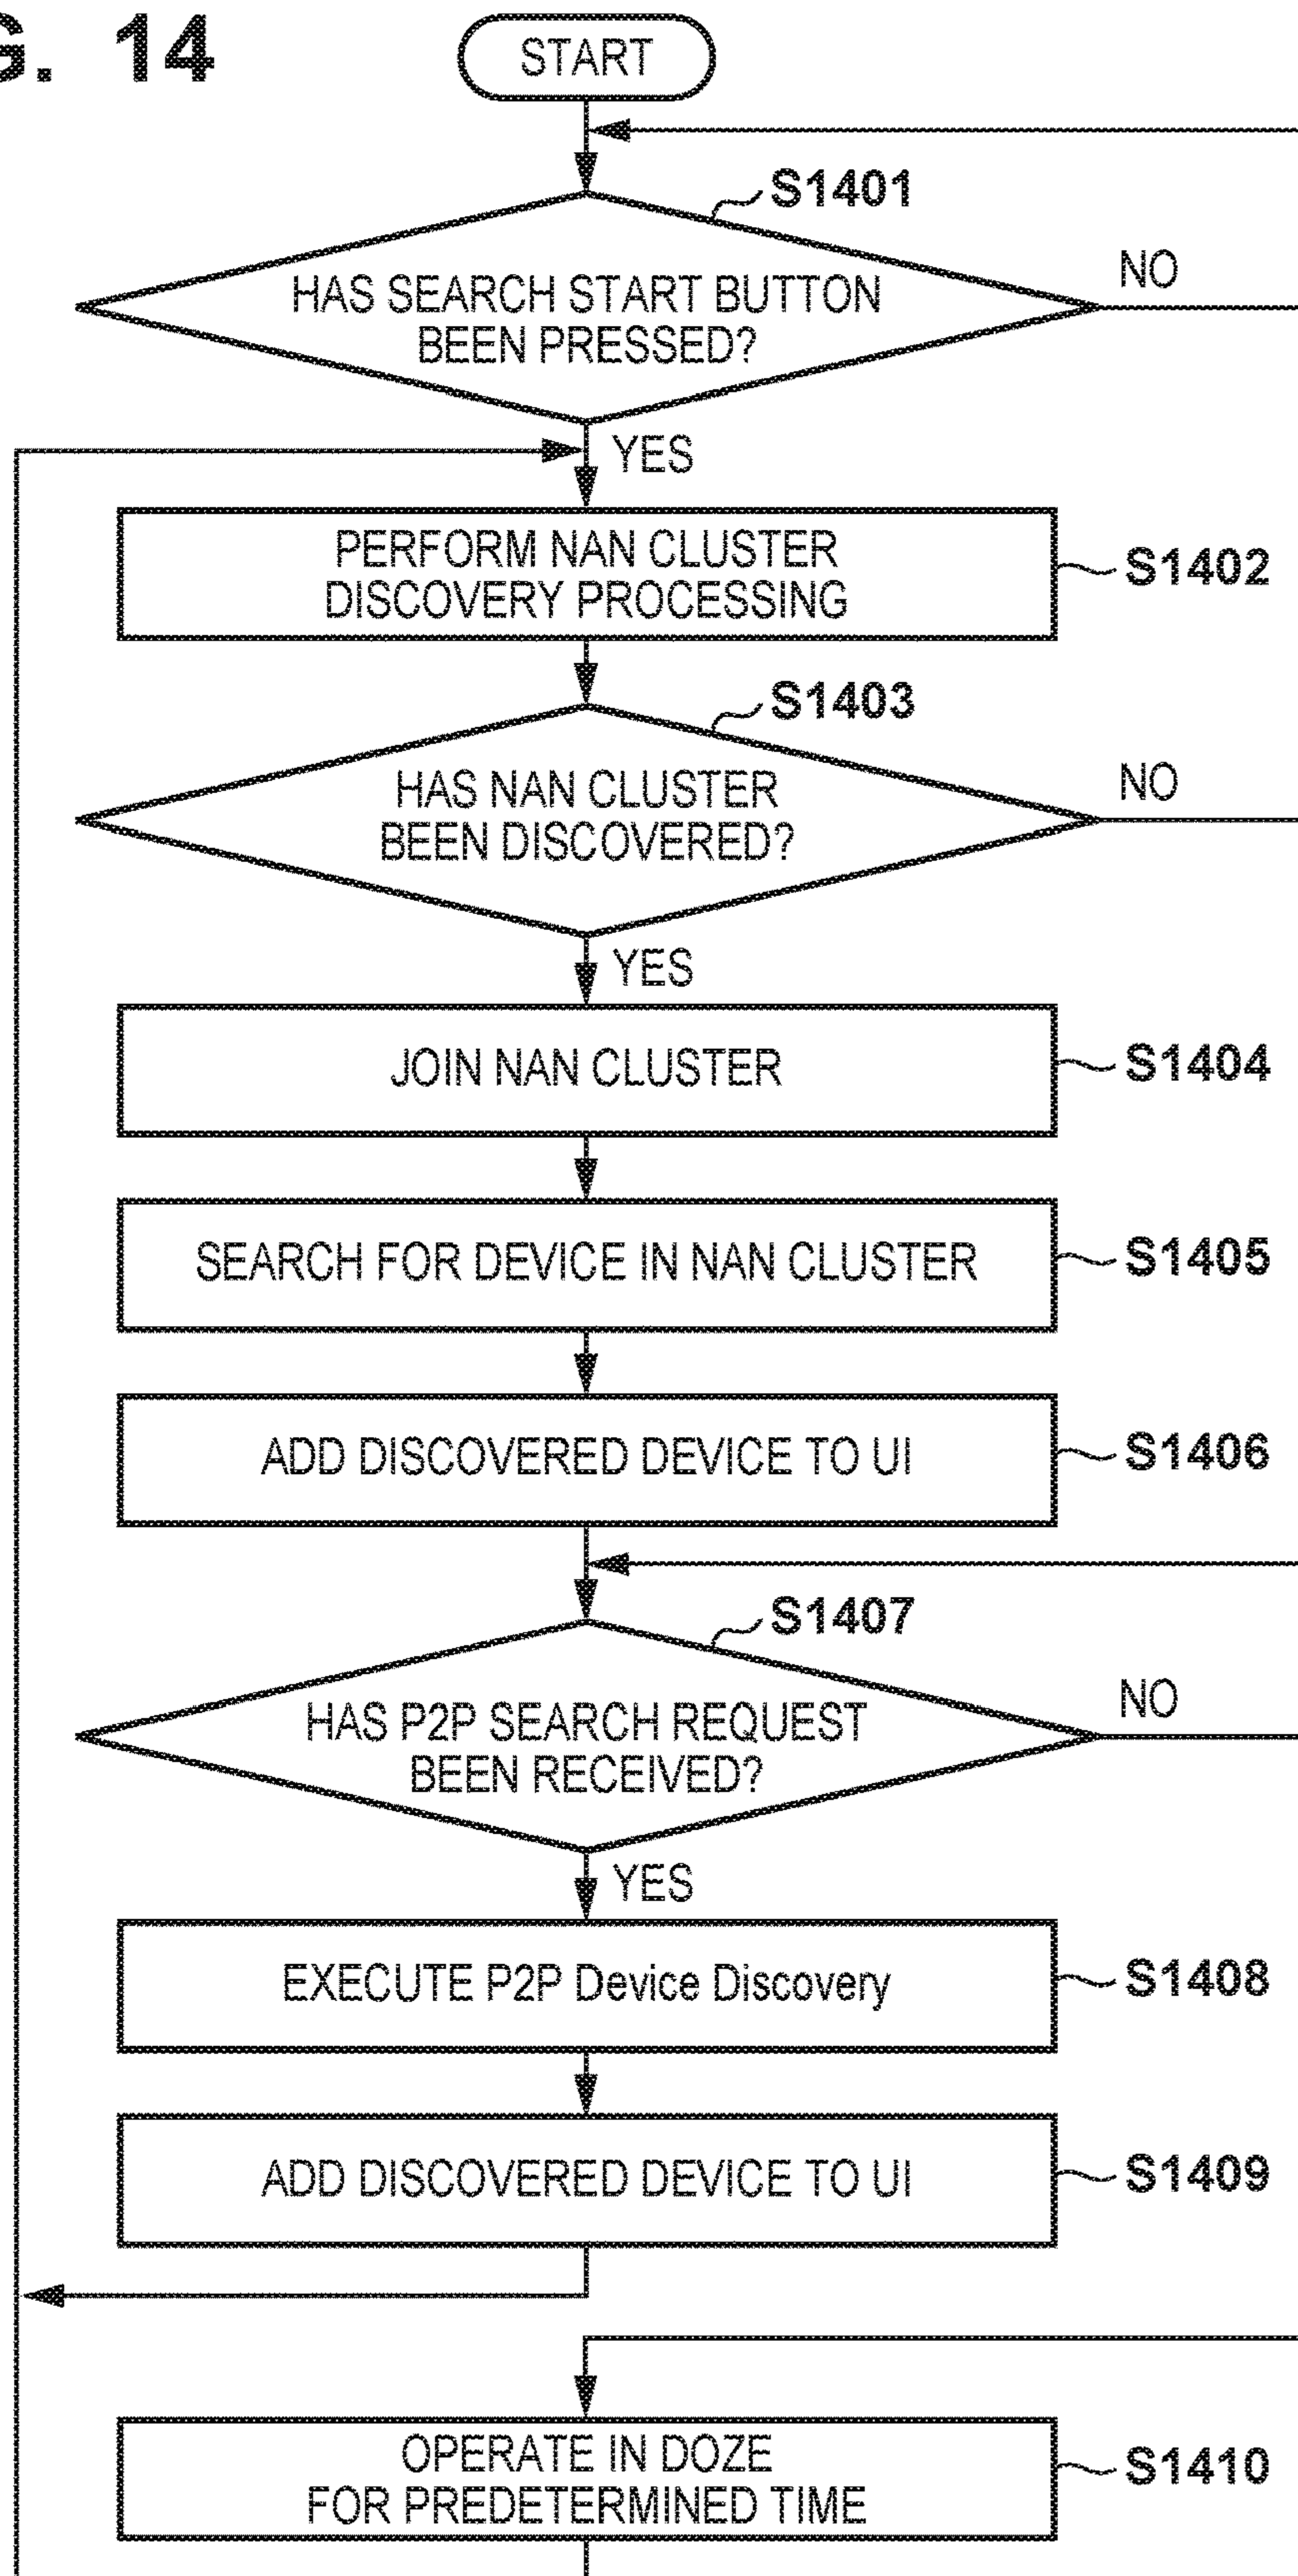 G. 14
START
S1401
HAS SEARCH START BUTTON
BEEN PRESSED?
NO
YES
PERFORM NAN CLUSTER
DISCOVERY PROCESSING
S1402
S1403
HAS NAN CLUSTER
BEEN DISCOVERED?
NO
YES
JOIN NAN CLUSTER
S1404
SEARCH FOR DEVICE IN NAN CLUSTER
S1405
ADD DISCOVERED DEVICE TO UI
S1406
S1407
HAS P2P SEARCH REQUEST
BEEN RECEIVED?
NO
YES
EXECUTE P2P Device Discovery
S1408
ADD DISCOVERED DEVICE TO UI
S1409
OPERATE IN DOZE
FOR PREDETERMINED TIME
S1410